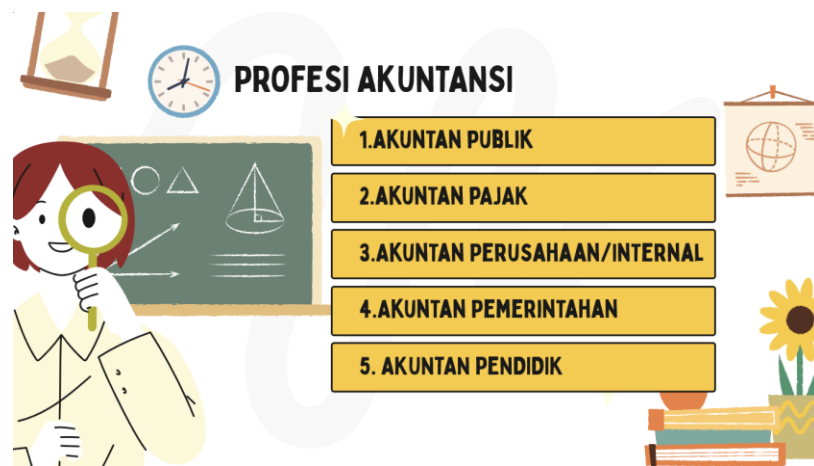 PROFESI AKUNTANSI
1.AKUNTAN PUBLIK
2.AKUNTAN PAJAK
3.AKUNTAN PERUSAHAAN/INTERNAL
4.AKUNTAN PEMERINTAHAN
5. AKUNTAN PENDIDIK